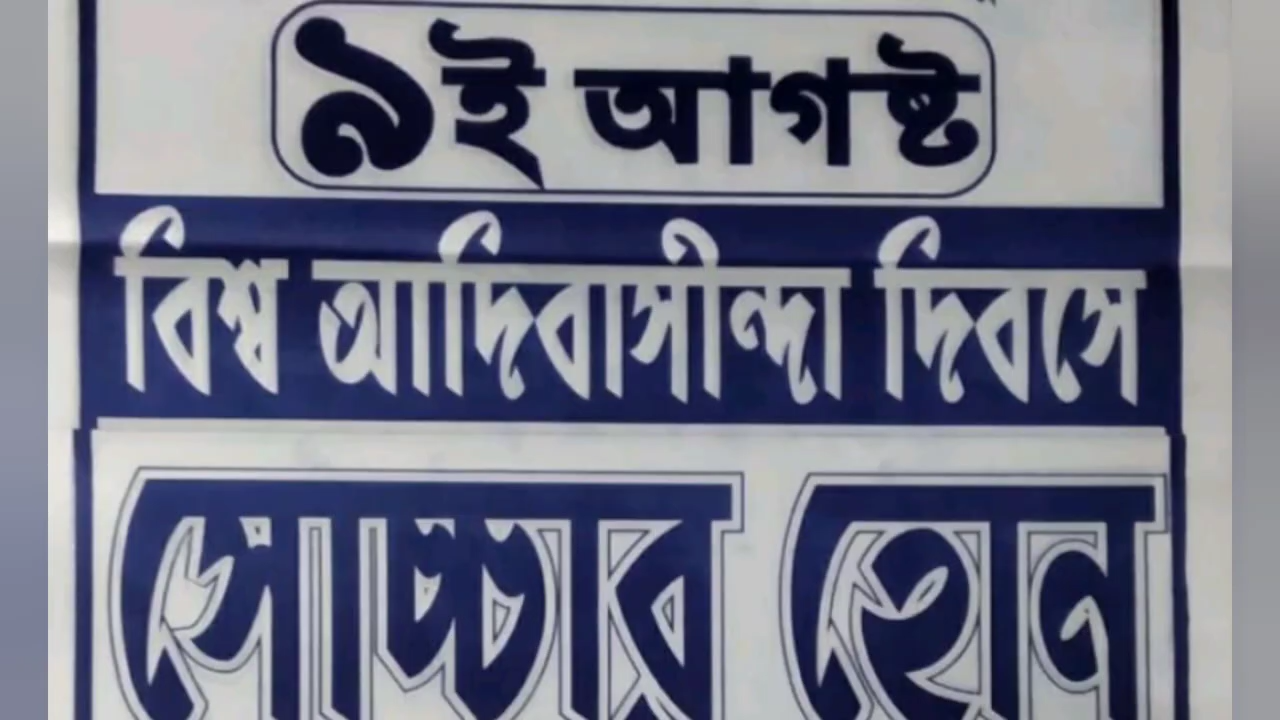 ৯ই আগষ্ট
বিশ্ব আদিবাসীন্দা দিবসে
সোচ্চার হোন